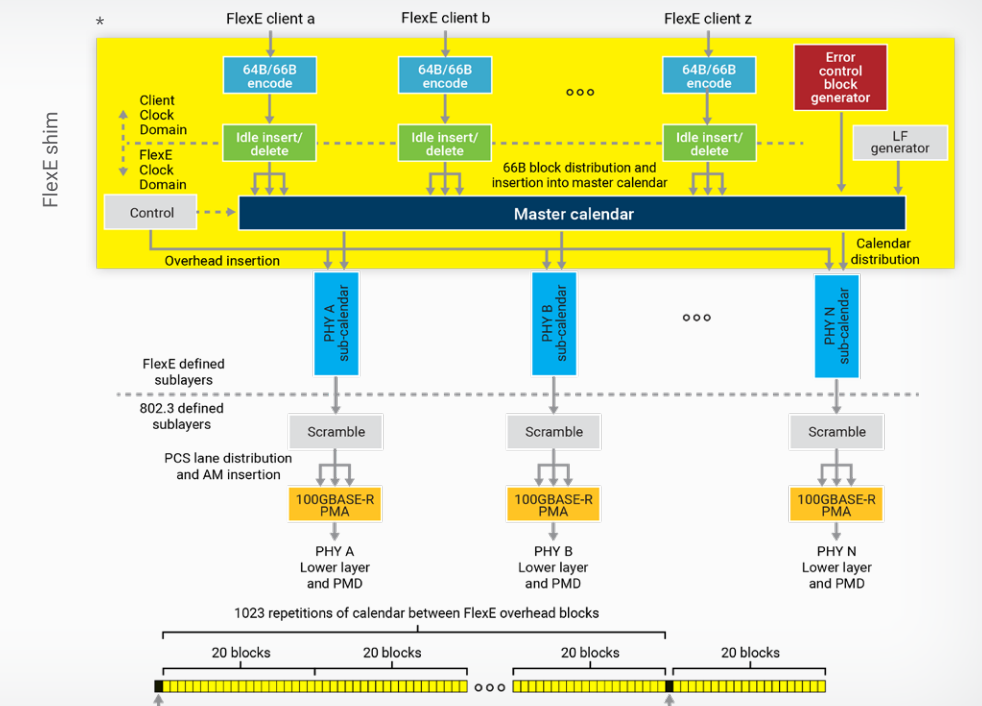 *
FlexE client a
FlexE client b
FlexE client z
FlexE shim
64B/66B
encode
64B/66B
encode
64B/66B
encode
Error
control
block
generator
Client
Clock
Domain
Idle insert/
delete
Idle insert/
delete
Idle insert/
delete
LF
generator
FlexE
Clock
Domain
66B block distribution and
insertion into master calendar
Control
Master calendar
Overhead insertion
Calendar
distribution
PHY A
sub-calendar
PHY B
sub-calendar
PHY N
sub-calendar
FlexE defined
sublayers
802.3 defined
sublayers
Scramble
Scramble
Scramble
PCS lane distribution
and AM insertion
100GBASE-R
PMA
100GBASE-R
PMA
100GBASE-R
PMA
PHY A
Lower layer
and PMD
PHY B
Lower layer
and PMD
PHY N
Lower layer
and PMD
1023 repetitions of calendar between FlexE overhead blocks
20 blocks
20 blocks
20 blocks
20 blocks